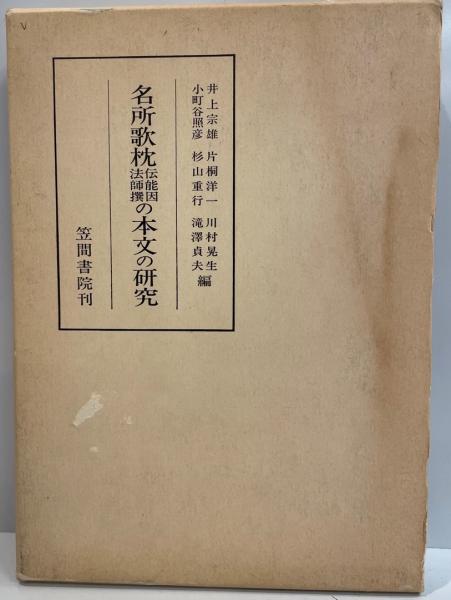 井上宗雄 片桐洋一 川村晃生
小町谷照彦 杉山重行 滝澤貞夫 編
名所歌枕伝能因法師撰の本文の研究
笠間書院刊